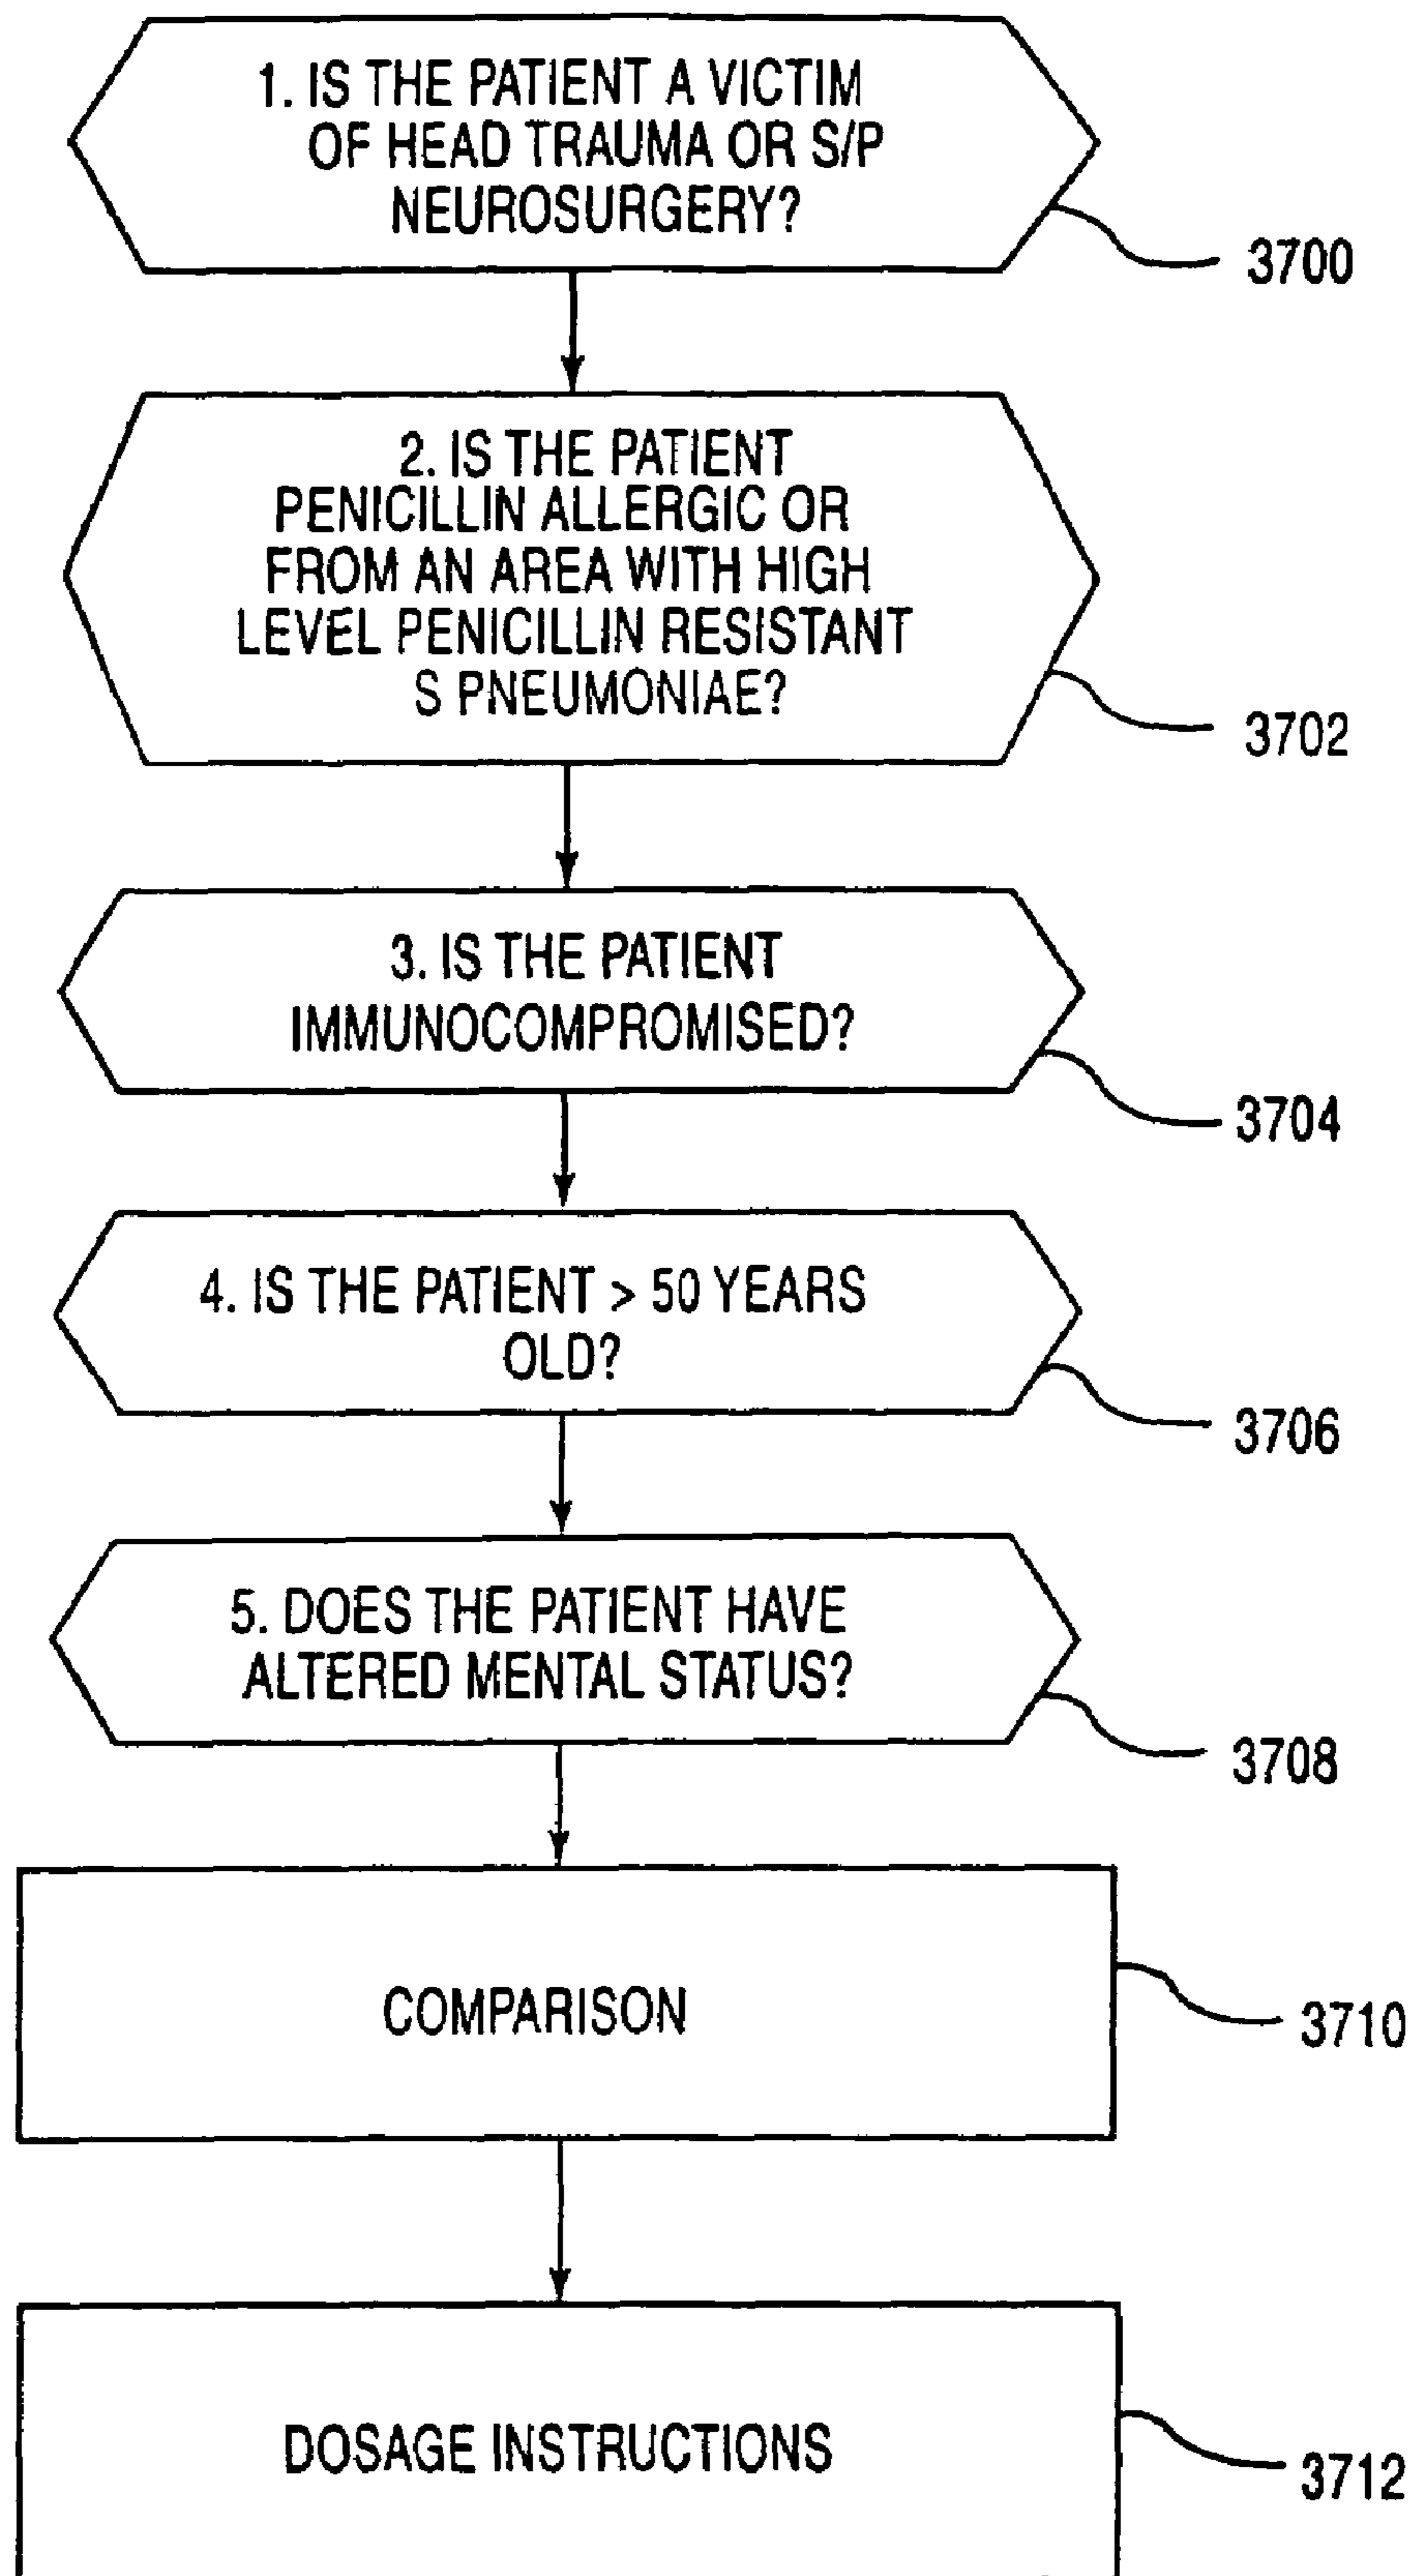 1. IS THE PATIENT A VICTIM
OF HEAD TRAUMA OR S/P
NEUROSURGERY?
3700
2. IS THE PATIENT
PENICILLIN ALLERGIC OR
FROM AN AREA WITH HIGH
LEVEL PENICILLIN RESISTANT
S PNEUMONIAE?
3702
3. IS THE PATIENT
IMMUNOCOMPROMISED?
3704
4. IS THE PATIENT > 50 YEARS
OLD?
3706
5. DOES THE PATIENT HAVE
ALTERED MENTAL STATUS?
3708
COMPARISON
3710
DOSAGE INSTRUCTIONS
3712